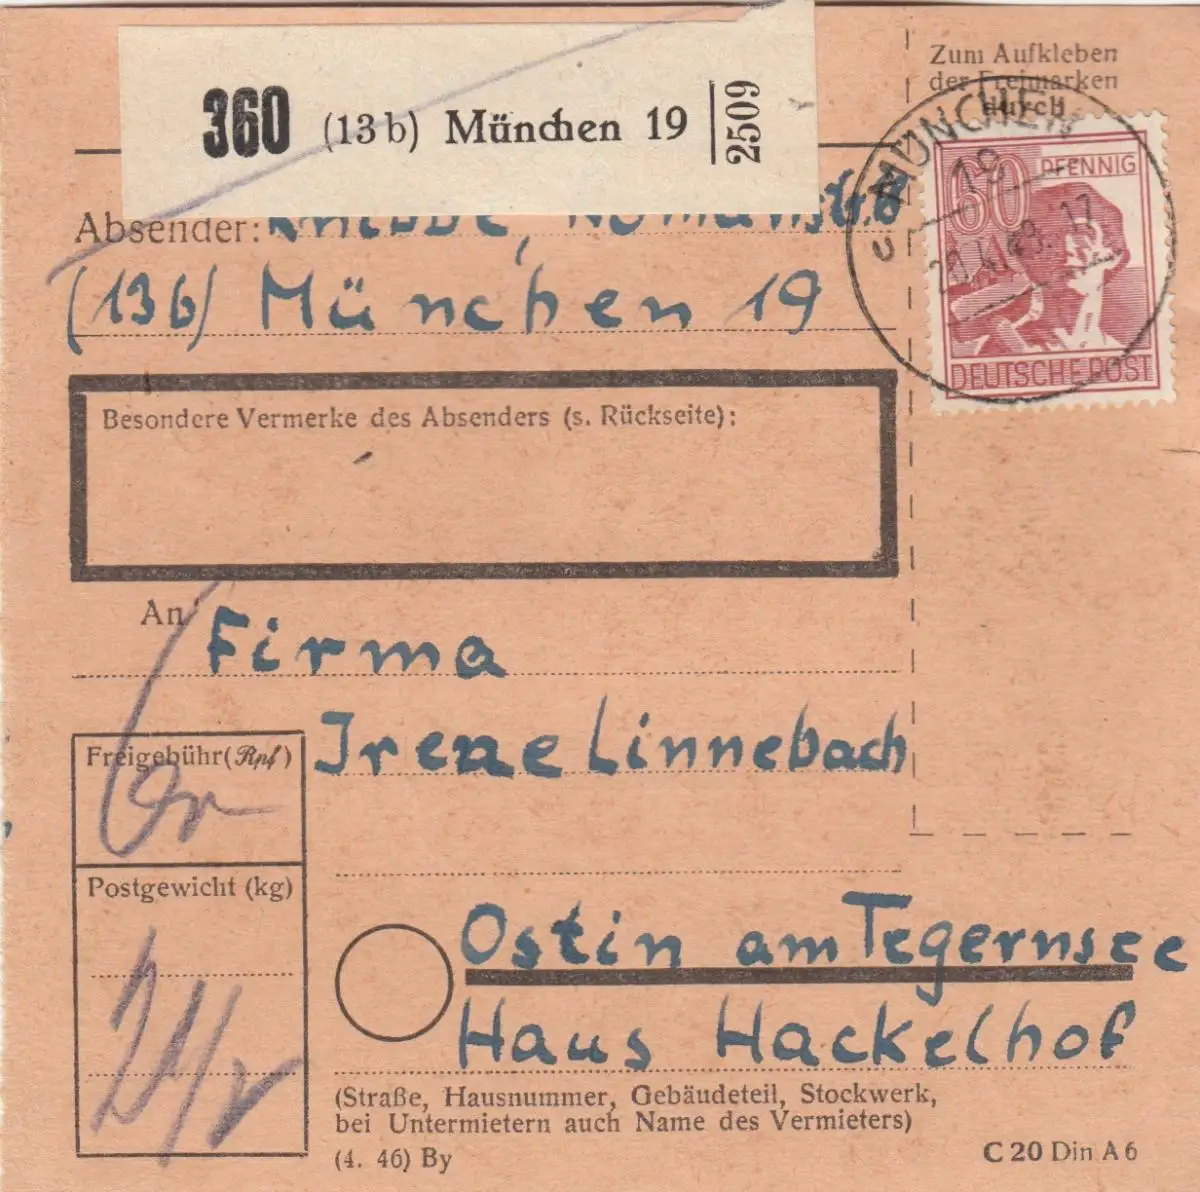 360 (13b) München 19 2509
Zum Aufkleben
der Freimarken
durch
MÜNCHEN
19
c
60 PFENNIG
DEUTSCHE POST
Absender:
(13b) München 19
Besondere Vermerke des Absenders (s. Rückseite):
An Firma
Irene Linnebach
Freigebühr (Rpf)
Postgewicht (kg)
Ostin am Tegernsee
Haus Hackelhof
(Straße, Hausnummer, Gebäudeteil, Stockwerk,
bei Untermietern auch Name des Vermieters)
(4. 46) By
C 20 Din A 6